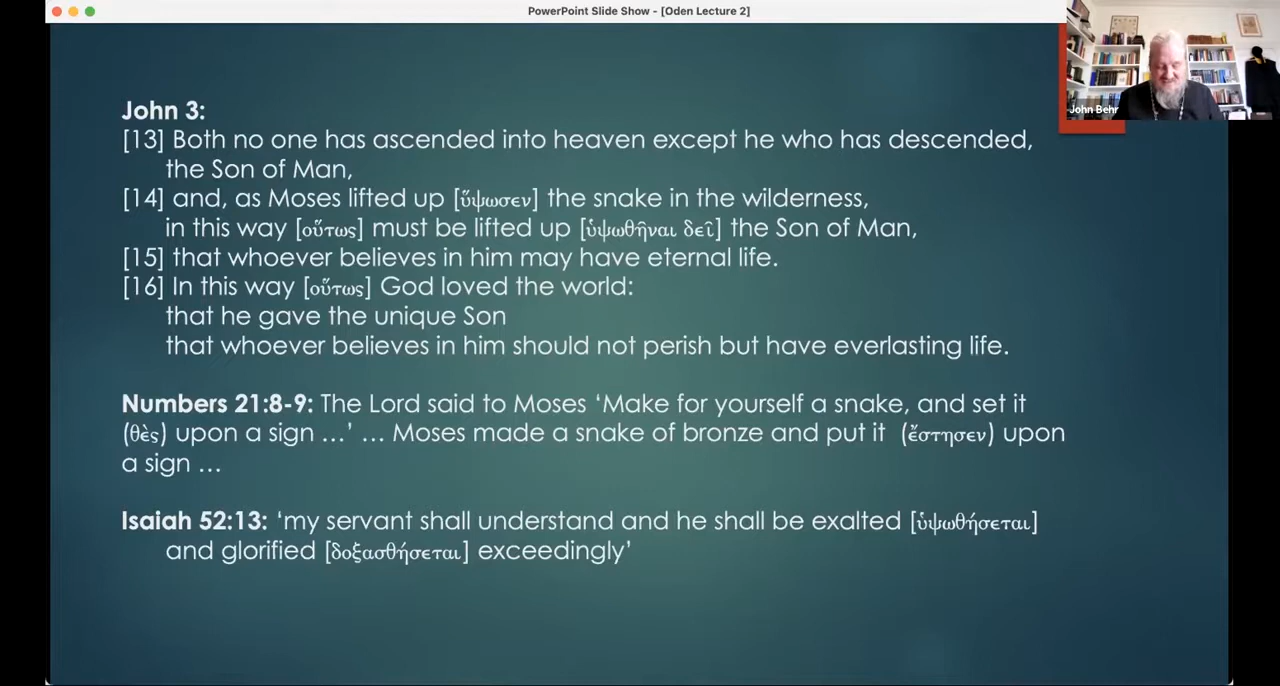 PowerPoint Slide Show - [Oden Lecture 2]
John Behr
John 3:
[13] Both no one has ascended into heaven except he who has descended,
the Son of Man,
[14] and, as Moses lifted up [ὕψωσεν] the snake in the wilderness,
in this way [οὕτως] must be lifted up [ὑψωθῆναι δεῖ] the Son of Man,
[15] that whoever believes in him may have eternal life.
[16] In this way [οὕτως] God loved the world:
that he gave the unique Son
that whoever believes in him should not perish but have everlasting life.
Numbers 21:8-9: The Lord said to Moses ‘Make for yourself a snake, and set it
(θὲς) upon a sign …’ … Moses made a snake of bronze and put it (ἔστησεν) upon
a sign …
Isaiah 52:13: ‘my servant shall understand and he shall be exalted [ὑψωθήσεται]
and glorified [δοξασθήσεται] exceedingly’